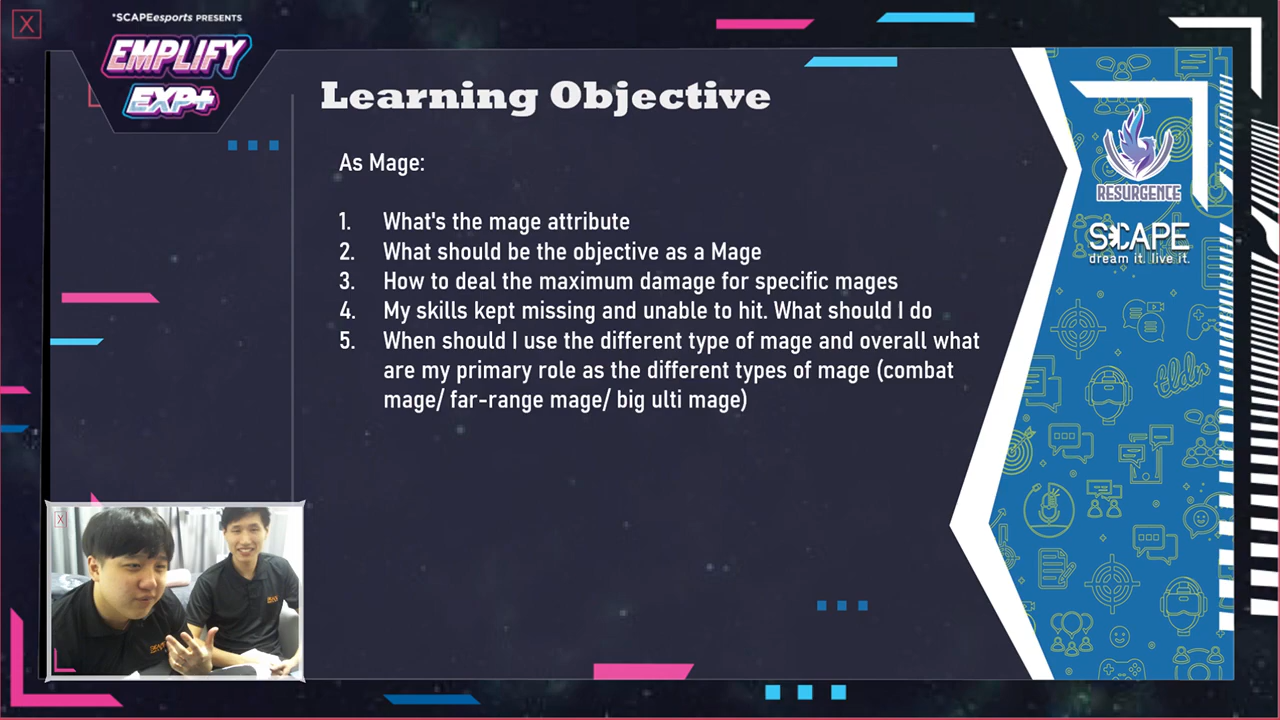 *SCAPEesports PRESENTS
EMPLIFY
EXP+
Learning Objective
As Mage:
1. What's the mage attribute
2. What should be the objective as a Mage
3. How to deal the maximum damage for specific mages
4. My skills kept missing and unable to hit. What should I do
5. When should I use the different type of mage and overall what
are my primary role as the different types of mage (combat
mage/ far-range mage/ big ulti mage)
RESURGENCE
S*CAPE
dream it. live it.
tldr